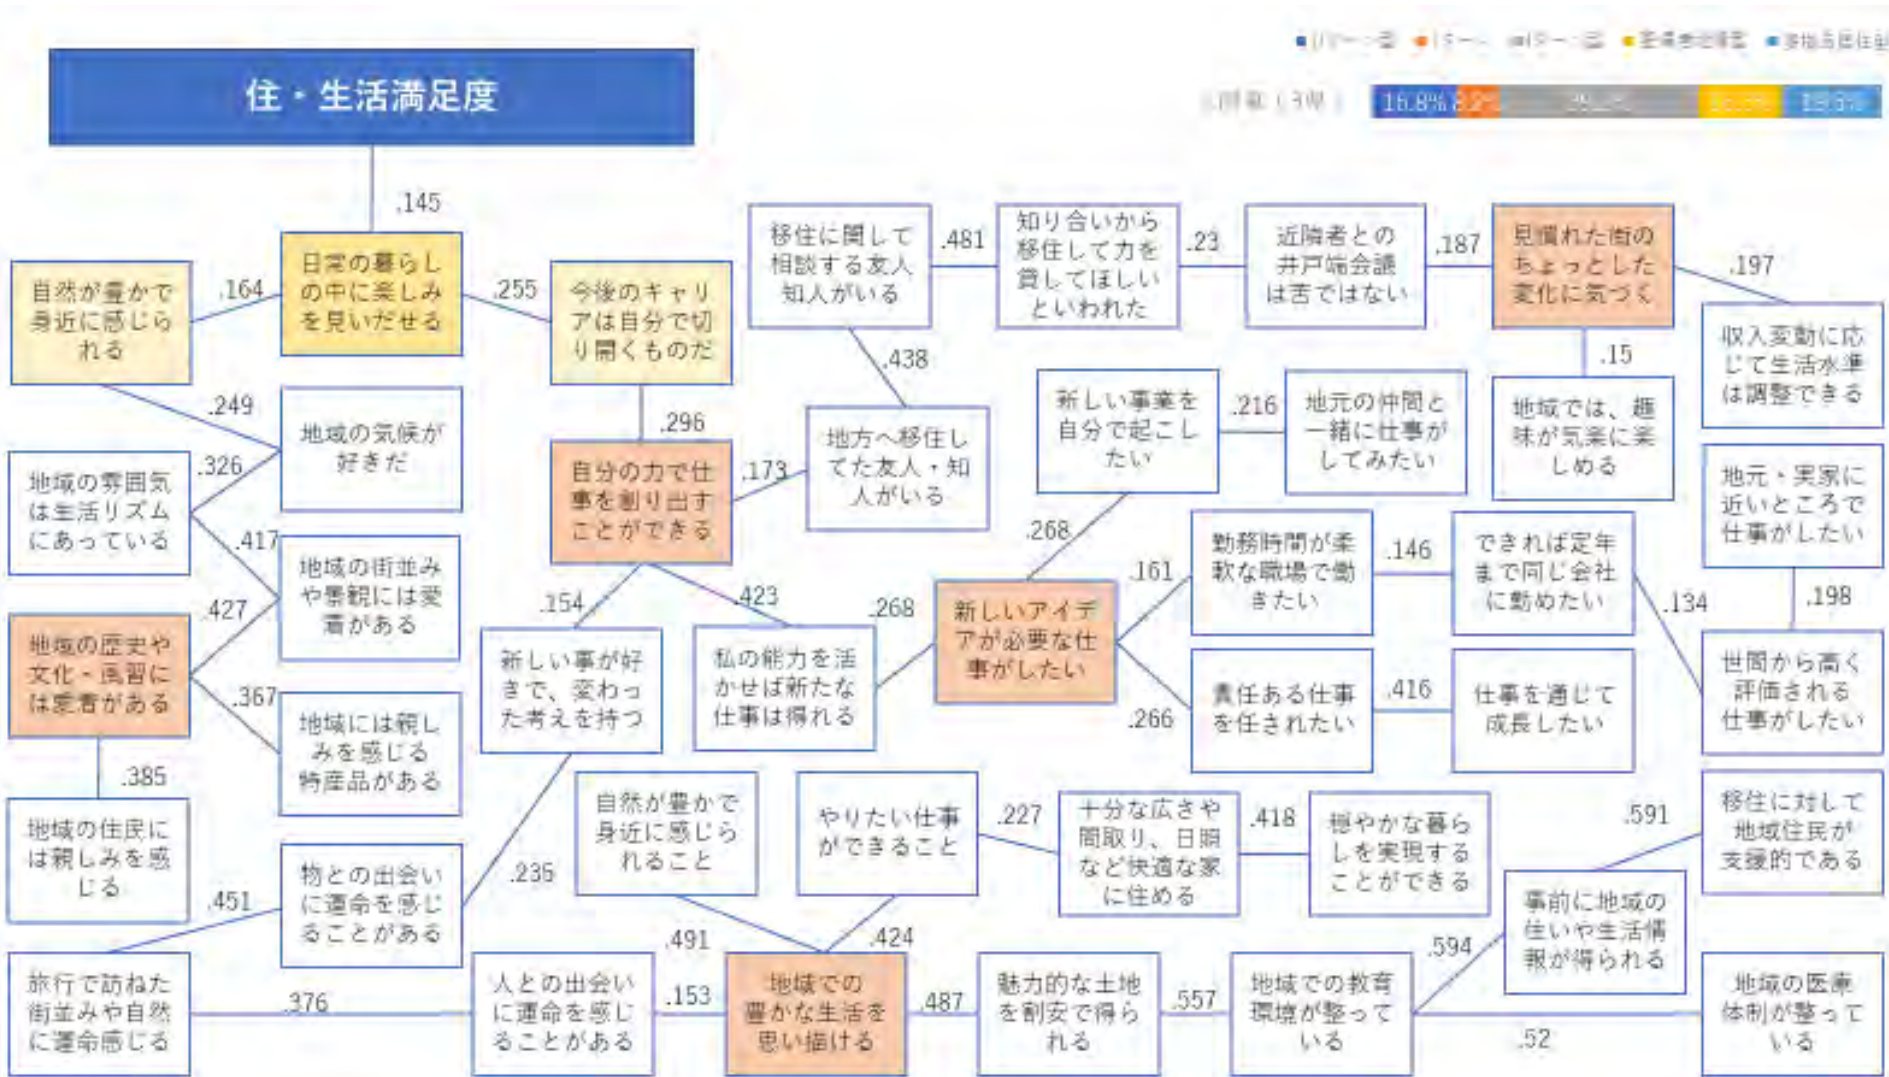 住・生活満足度
16.8%
.145
自然が豊かで
身近に感じら
れる
.164
日常の暮らし
の中に楽しみ
を見いだせる
.255
今後のキャリ
アは自分で切
り開くものだ
移住に関して
相談する友人
知人がいる
.481
知り合いから
移住して力を
貸してほしい
といわれた
.23
近隣者との
井戸端会議
は苦ではない
.187
見慣れた街の
ちょっとした
変化に気づく
.197
収入変動に応
じて生活水準
は調整できる
.15
地域では、趣
味が気楽に楽
しめる
.249
地域の気候が
好きだ
.326
地域の雰囲気
は生活リズム
にあっている
.417
地域の街並み
や景観には愛
着がある
.427
地域の歴史や
文化・風習に
は愛着がある
.367
地域には親し
みを感じる
特産品がある
.385
地域の住民に
は親しみを感
じる
.296
自分の力で仕
事を創り出す
ことができる
.173
地方へ移住し
てた友人・知
人がいる
.438
新しい事業を
自分で起こし
たい
.216
地元の仲間と
一緒に仕事が
してみたい
.268
地元・実家に
近いところで
仕事がしたい
.198
.154
新しい事が好
きで、変わっ
た考えを持つ
.423
私の能力を活
かせば新たな
仕事は得れる
.268
新しいアイデ
アが必要な仕
事がしたい
.161
勤務時間が柔
軟な職場で働
きたい
.146
できれば定年
まで同じ会社
に勤めたい
.134
世間から高く
評価される
仕事がしたい
.266
責任ある仕事
を任されたい
.416
仕事を通じて
成長したい
.235
物との出会い
に運命を感じ
ることがある
.451
旅行で訪ねた
街並みや自然
に運命感じる
.376
人との出会い
に運命を感じ
ることがある
.153
地域での
豊かな生活を
思い描ける
.491
自然が豊かで
身近に感じら
れること
.424
やりたい仕事
ができること
.227
十分な広さや
間取り、日照
など快適な家
に住める
.418
穏やかな暮ら
しを実現する
ことができる
.487
魅力的な土地
を割安で得ら
れる
.557
地域での教育
環境が整って
いる
.594
事前に地域の
住いや生活情
報が得られる
.591
移住に対して
地域住民が
支援的である
.52
地域の医療
体制が整って
いる